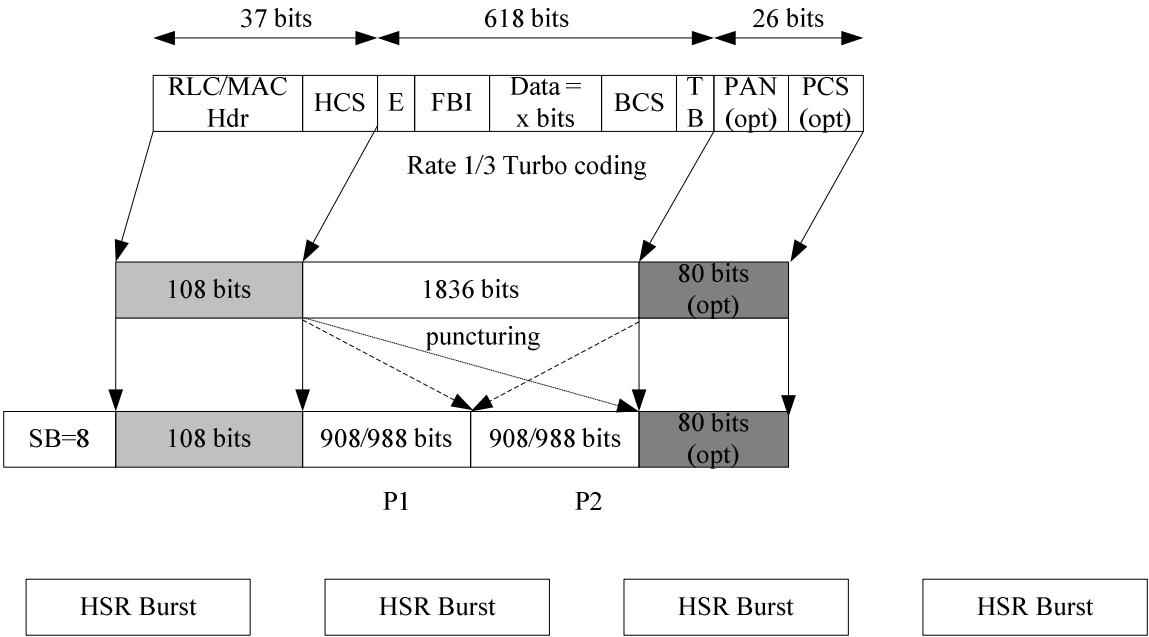 37 bits 618 bits 26 bits
RLC/MAC Hdr HCS E FBI Data = x bits BCS T B PAN (opt) PCS (opt)
Rate 1/3 Turbo coding
108 bits 1836 bits 80 bits (opt)
puncturing
SB=8 108 bits 908/988 bits 908/988 bits 80 bits (opt)
P1 P2
HSR Burst HSR Burst HSR Burst HSR Burst